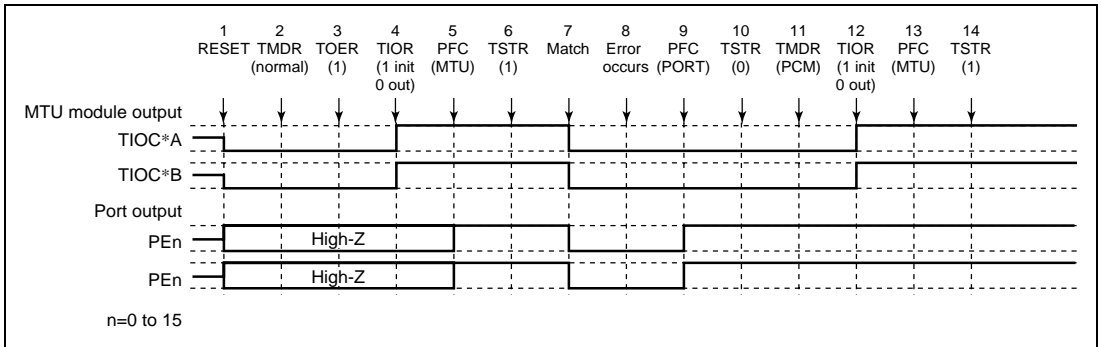 1 2 3 4 5 6 7 8 9 10 11 12 13 14
RESET TMDR TOER TIOR PFC TSTR Match Error PFC TSTR TMDR TIOR PFC TSTR
(normal) (1) (1 init (MTU) (1) occurs (PORT) (0) (PCM) (1 init (MTU) (1)
0 out) 0 out)
MTU module output
TIOC*A
TIOC*B
Port output
PEn High-Z
PEn High-Z
n=0 to 15